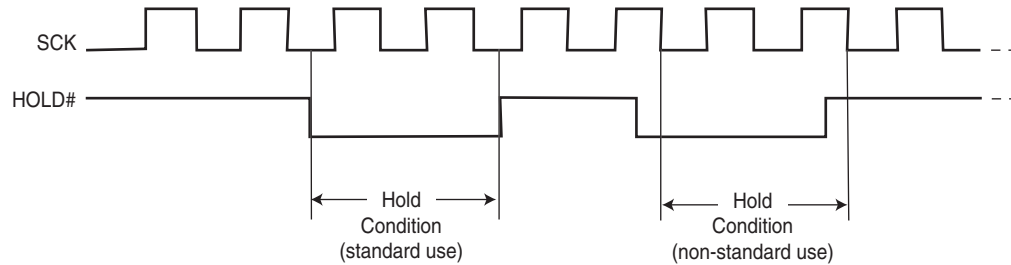 SCK
HOLD#
Hold
Condition
(standard use)
Hold
Condition
(non-standard use)